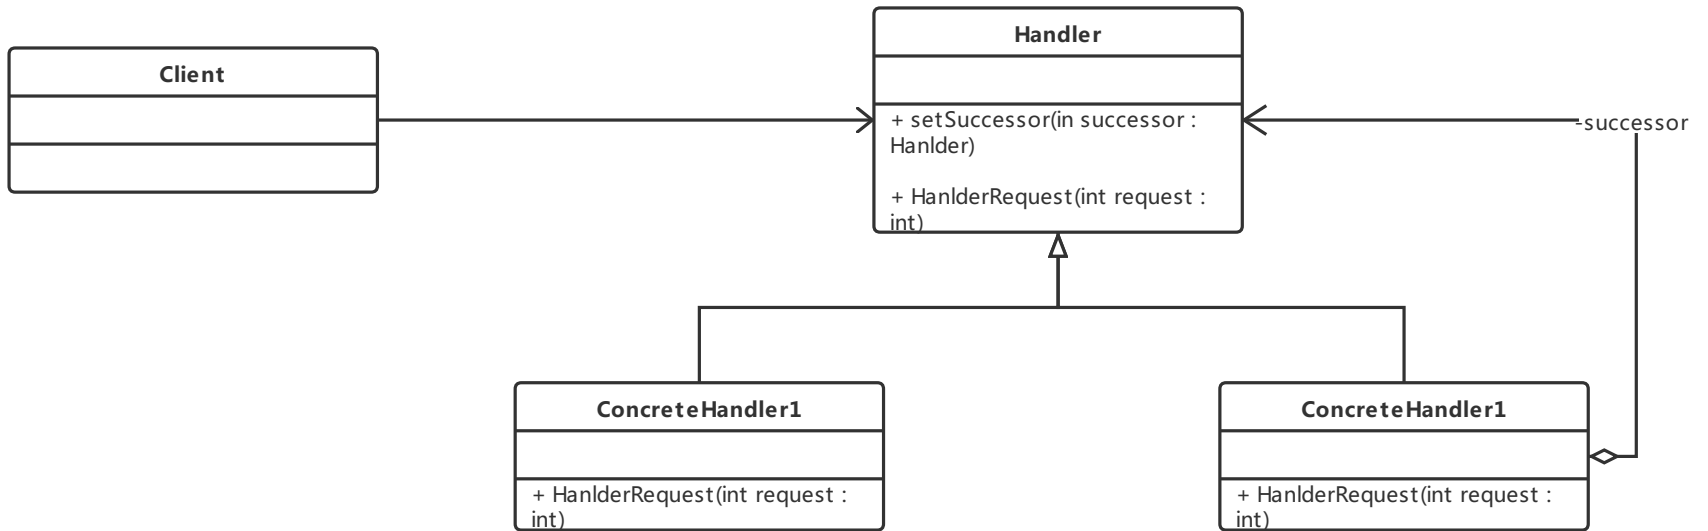 Client
Handler
+ setSuccessor(in successor :
Hanlder)
+ HanlderRequest(int request :
int)
-successor
ConcreteHandler1
+ HanlderRequest(int request :
int)
ConcreteHandler1
+ HanlderRequest(int request :
int)